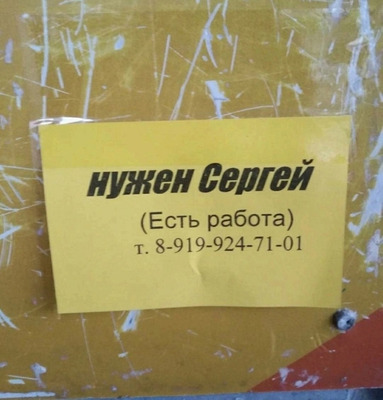 нужен Сергей
(Есть работа)
т. 8-919-924-71-01